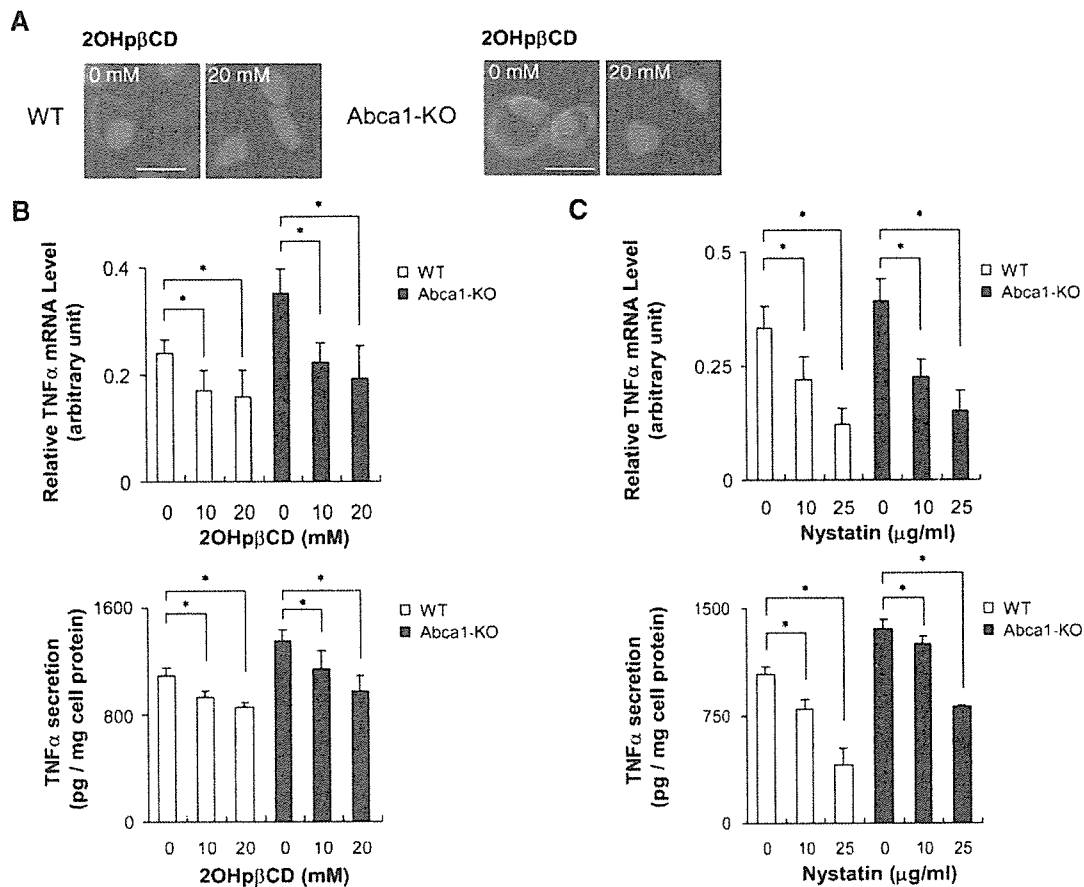 A
2OHpβCD
0 mM
20 mM
WT
2OHpβCD
0 mM
20 mM
Abca1-KO
B
Relative TNFα mRNA Level
(arbitrary unit)
0.4
0.2
0
*
*
*
*
WT
Abca1-KO
0 10 20 0 10 20
2OHpβCD (mM)
TNFα secretion
(pg / mg cell protein)
1600
800
0
*
*
*
*
WT
Abca1-KO
0 10 20 0 10 20
2OHpβCD (mM)
C
Relative TNFα mRNA Level
(arbitrary unit)
0.5
0.25
0
*
*
*
*
WT
Abca1-KO
0 10 25 0 10 25
Nystatin (μg/ml)
TNFα secretion
(pg / mg cell protein)
1500
750
0
*
*
*
*
WT
Abca1-KO
0 10 25 0 10 25
Nystatin (μg/ml)